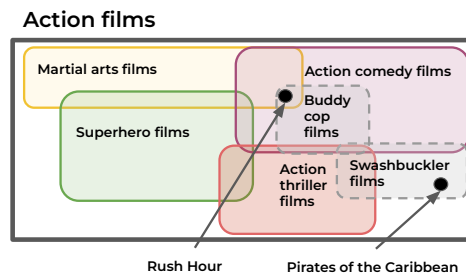 Action films
Martial arts films
Action comedy films
Buddy
cop
films
Superhero films
Swashbuckler
films
Action
thriller
films
Rush Hour
Pirates of the Caribbean